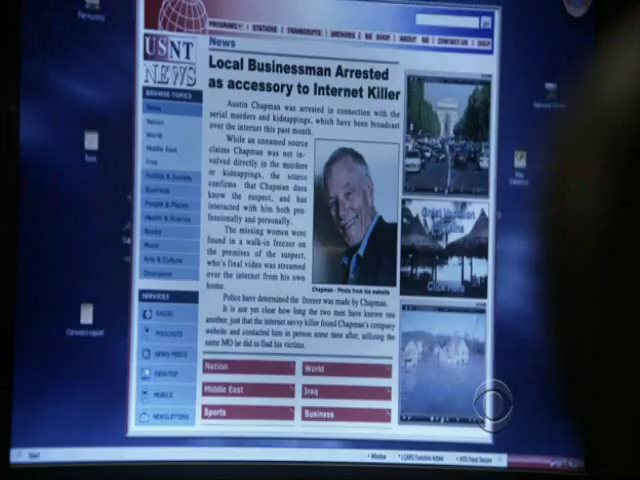 PROGRAMS STATIONS TRANSCRIPTS ARCHIVES SHOP ABOUT CONTACT US HELP
USNT
NEWS
News
Local Businessman Arrested
as accessory to Internet Killer
Austin Chapman was arrested in connection with the
serial murders and kidnappings, which have been broadcast
over the internet this past month.
While an unnamed source
claims Chapman was not in-
volved directly in the murders
or kidnappings, the source
confirms that Chapman does
know the suspect, and has
interacted with him both pro-
fessionally and personally.
The missing women were
found in a walk-in freezer on
the premises of the suspect,
who's final video was streamed
over the internet from his own
home.
Chapman - Photo from his website
Police have determined the freezer was made by Chapman.
It is not yet clear how long the two men have known one
another, just that the internet savvy killer found Chapman's company
website and contacted him in person some time after, utilizing the
same MO he did to find his victims.
BROWSE TOPICS
News
Nation
World
Middle East
Iraq
Politics & Society
Business
People & Places
Health & Science
Books
Music
Arts & Culture
Diversions
SERVICES
RADIO
PODCASTS
NEWS FEEDS
DESKTOP
MOBILE
NEWSLETTERS
Nation
World
Middle East
Iraq
Sports
Business
Start
Window